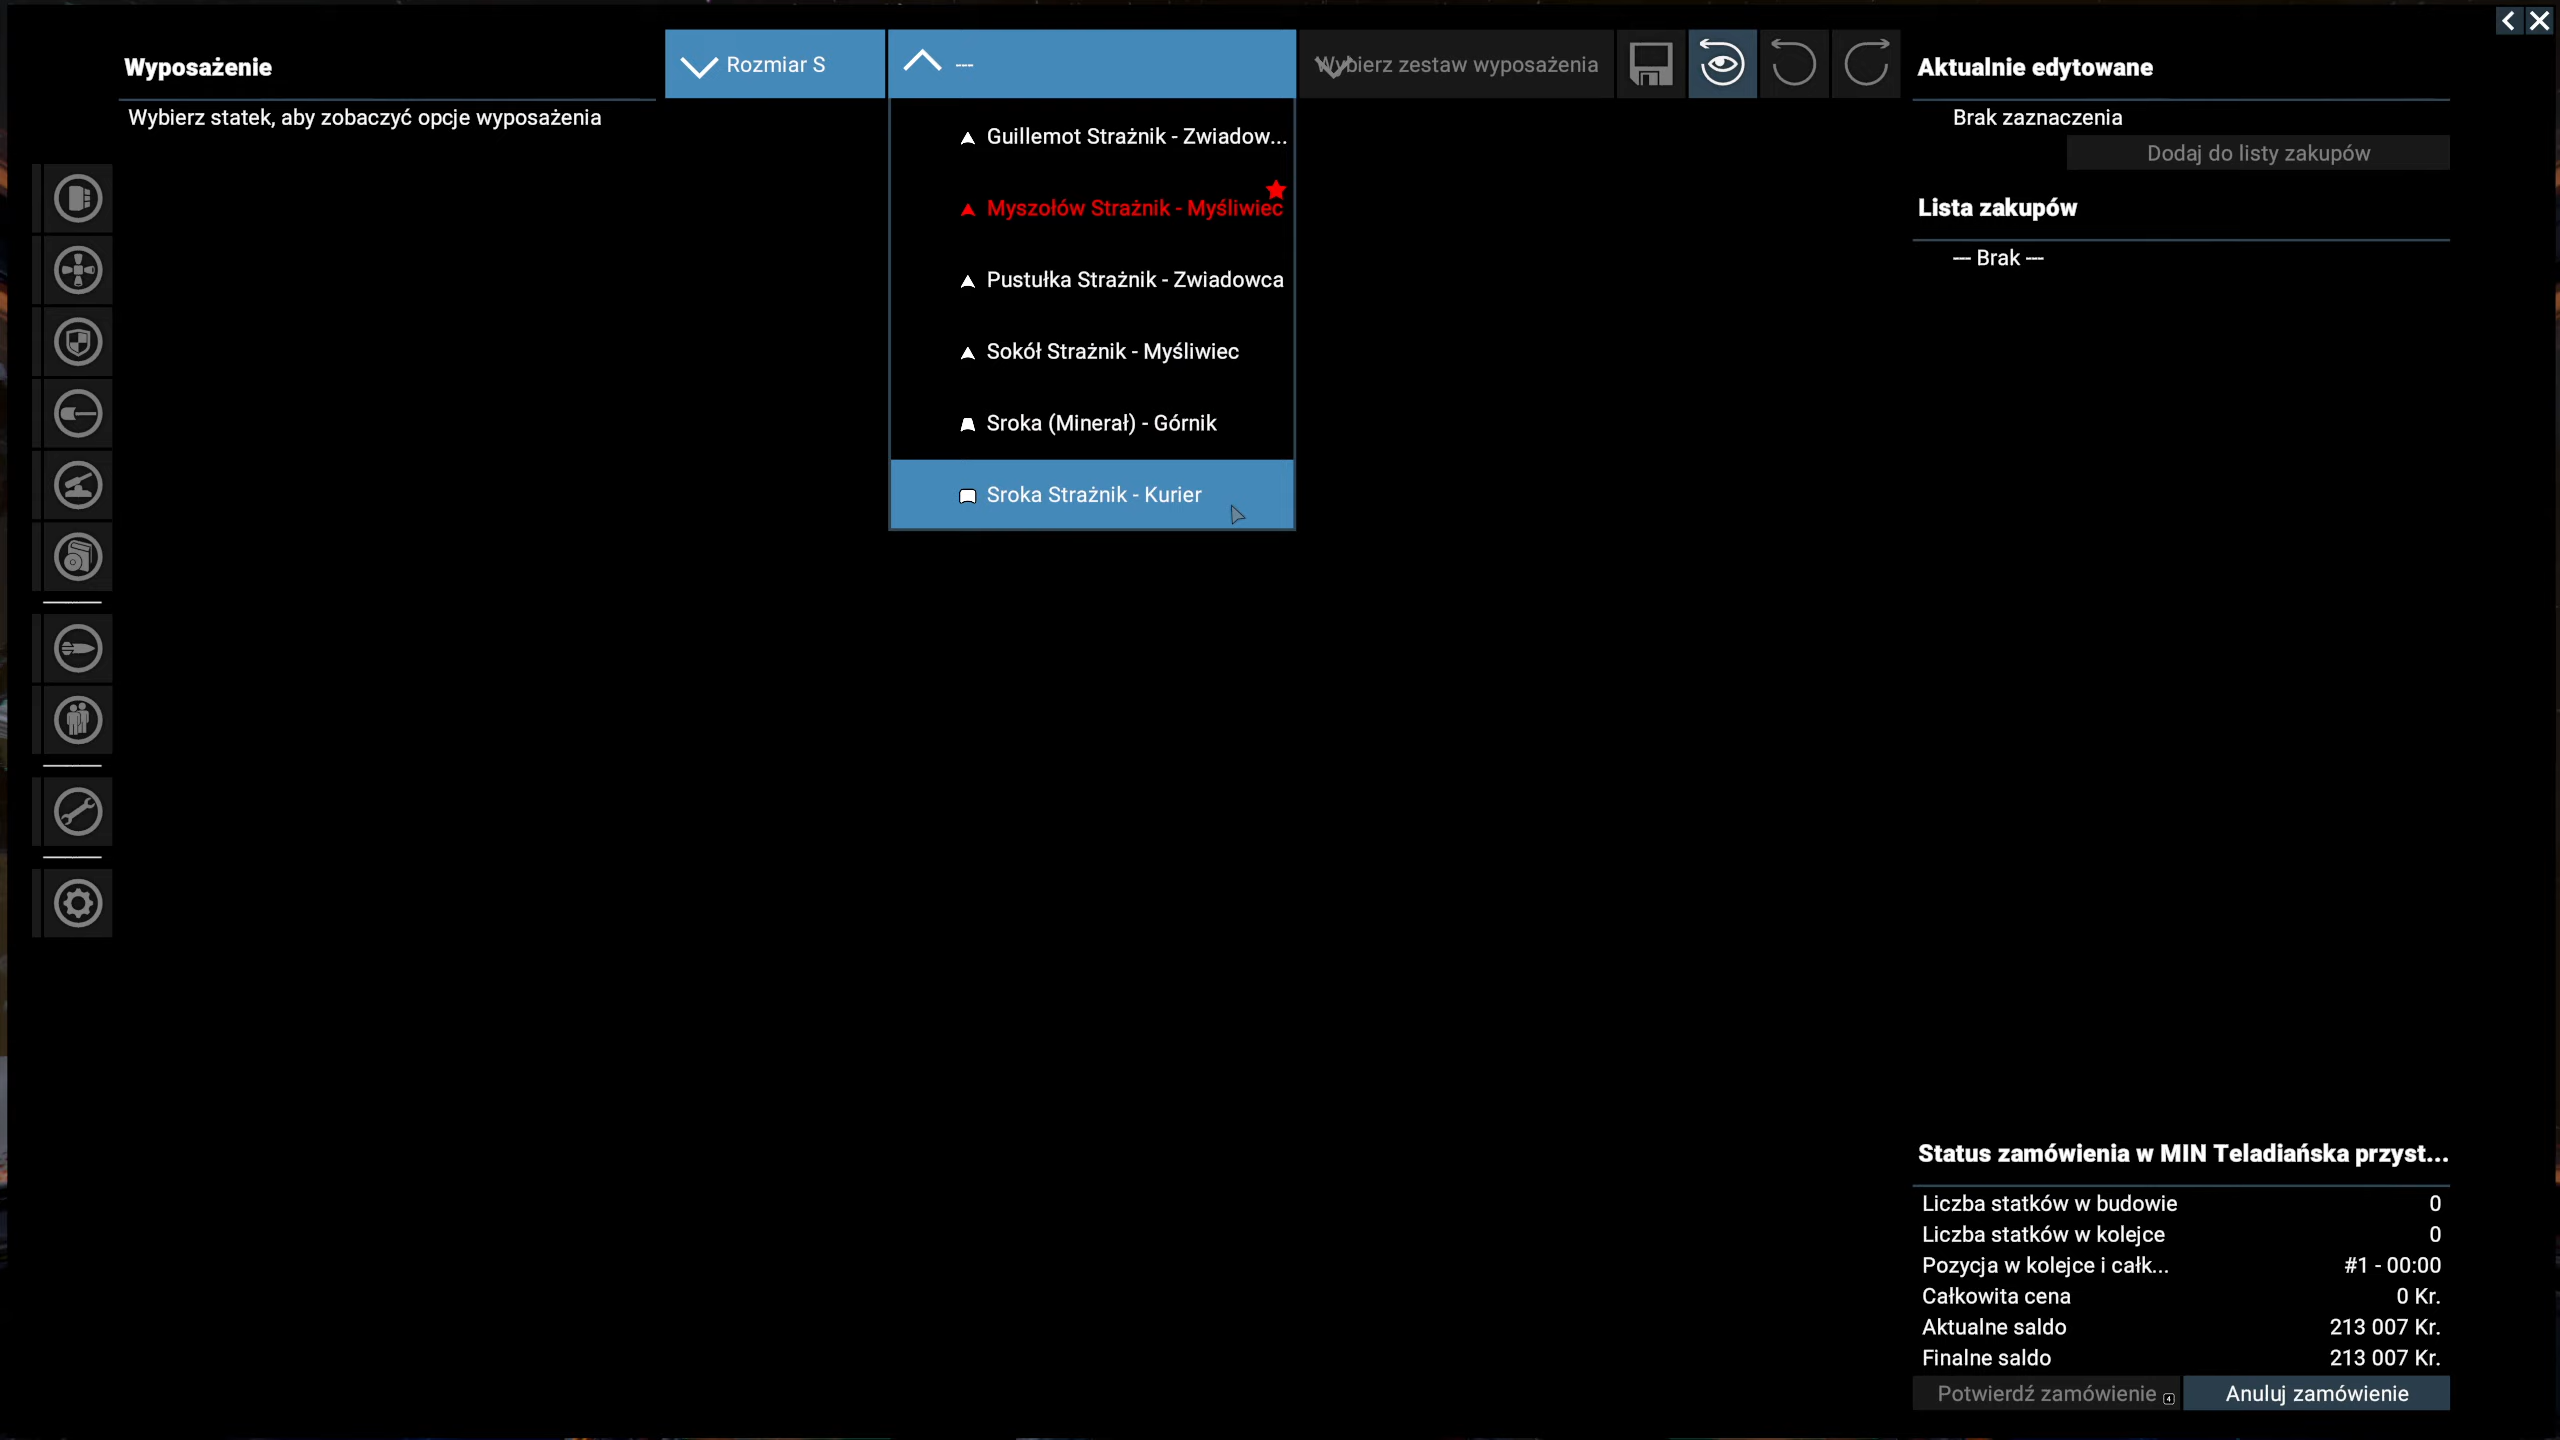 Wyposażenie
Wybierz statek, aby zobaczyć opcje wyposażenia
Rozmiar S
---
Guillemot Strażnik - Zwiadow...
Myszołów Strażnik - Myśliwiec
Pustułka Strażnik - Zwiadowca
Sokół Strażnik - Myśliwiec
Sroka (Minerał) - Górnik
Sroka Strażnik - Kurier
Wybierz zestaw wyposażenia
Aktualnie edytowane
Brak zaznaczenia
Dodaj do listy zakupów
Lista zakupów
--- Brak ---
Status zamówienia w MIN Teladiańska przyst...
Liczba statków w budowie 0
Liczba statków w kolejce 0
Pozycja w kolejce i całk... #1 - 00:00
Całkowita cena 0 Kr.
Aktualne saldo 213 007 Kr.
Finalne saldo 213 007 Kr.
Potwierdź zamówienie
Anuluj zamówienie